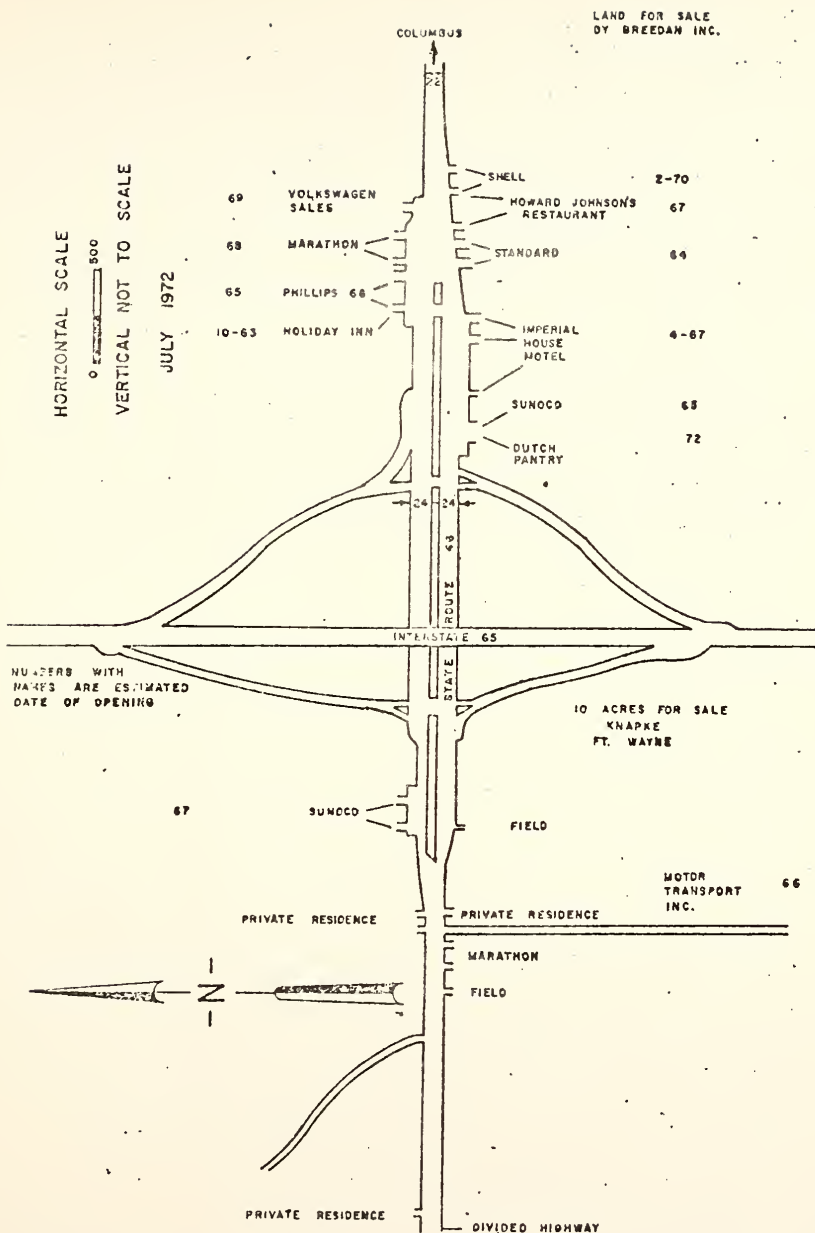 LAND FOR SALE
BY BREEDAN INC.
COLUMBUS
22
SHELL
2-70
69
VOLKSWAGEN
SALES
HOWARD JOHNSON'S
RESTAURANT
67
68
MARATHON
STANDARD
64
65
PHILLIPS 66
10-63
HOLIDAY INN
IMPERIAL
HOUSE
MOTEL
4-67
SUNOCO
65
72
DUTCH
PANTRY
HORIZONTAL SCALE
0 500
VERTICAL NOT TO SCALE
JULY 1972
24 24
STATE ROUTE 46
INTERSTATE 65
NUMBERS WITH
NAMES ARE ESTIMATED
DATE OF OPENING
10 ACRES FOR SALE
KNAPKE
FT. WAYNE
67
SUNOCO
FIELD
MOTOR
TRANSPORT
INC.
66
PRIVATE RESIDENCE
PRIVATE RESIDENCE
MARATHON
N
FIELD
PRIVATE RESIDENCE
DIVIDED HIGHWAY